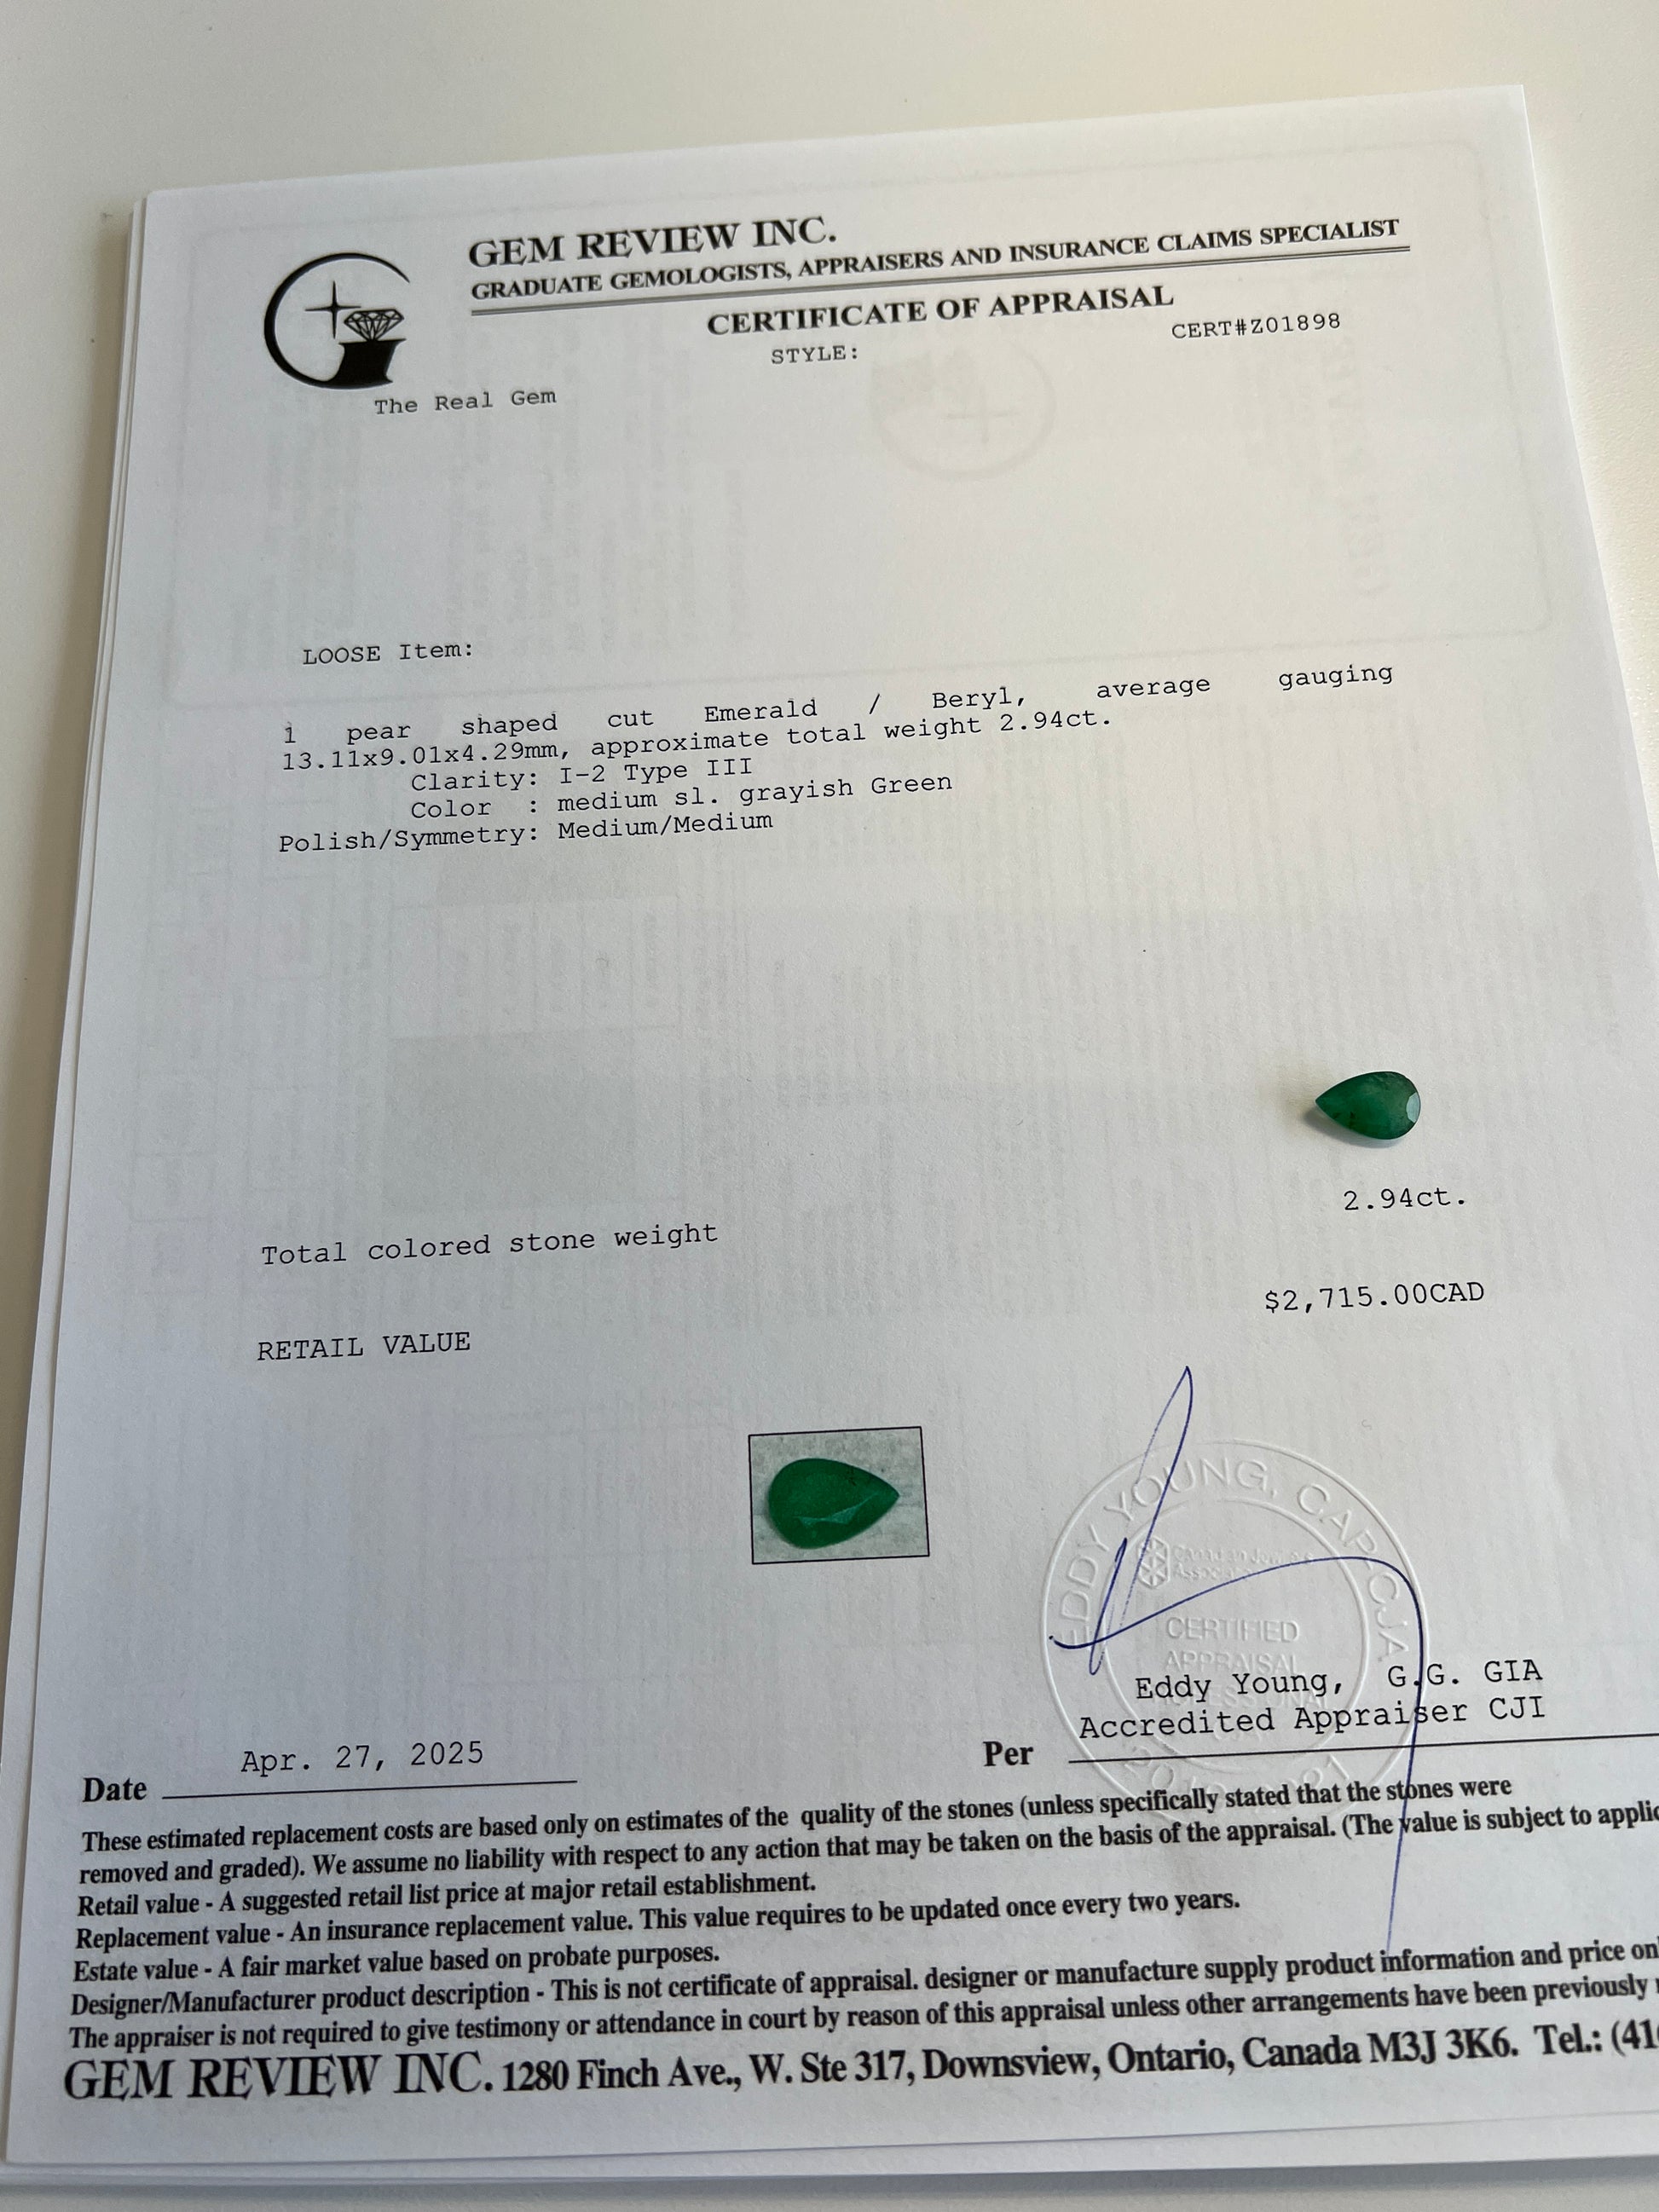 GEM REVIEW INC.
GRADUATE GEMOLOGISTS, APPRAISERS AND INSURANCE CLAIMS SPECIALIST
CERTIFICATE OF APPRAISAL
STYLE:
CERT#Z01898
The Real Gem
LOOSE Item:
1 pear shaped cut Emerald / Beryl, average gauging
13.11x9.01x4.29mm, approximate total weight 2.94ct.
Clarity: I-2 Type III
Color : medium sl. grayish Green
Polish/Symmetry: Medium/Medium
Total colored stone weight 2.94ct.
RETAIL VALUE $2,715.00CAD
EDDY YOUNG, CAP, CJA
Canadian
CERTIFIED
APPRAISAL
Eddy Young, G.G. GIA
Accredited Appraiser CJI
Date Apr. 27, 2025
Per
These estimated replacement costs are based only on estimates of the quality of the stones (unless specifically stated that the stones were
removed and graded). We assume no liability with respect to any action that may be taken on the basis of the appraisal. (The value is subject to
Retail value - A suggested retail list price at major retail establishment.
Replacement value - An insurance replacement value. This value requires to be updated once every two years.
Estate value - A fair market value based on probate purposes.
Designer/Manufacturer product description - This is not certificate of appraisal. designer or manufacture supply product information and price
The appraiser is not required to give testimony or attendance in court by reason of this appraisal unless other arrangements have been previously
GEM REVIEW INC. 1280 Finch Ave., W. Ste 317, Downsview, Ontario, Canada M3J 3K6. Tel.: (41